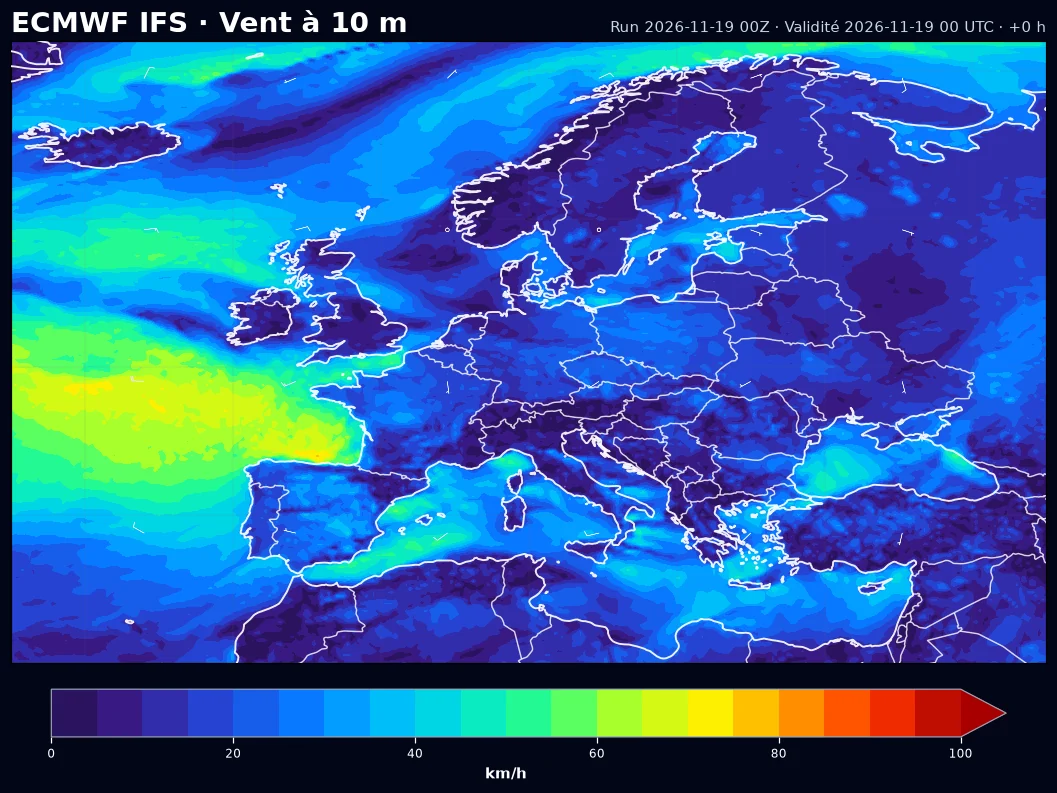 ECMWF IFS · Vent à 10 m
Run 2026-11-19 00Z · Validité 2026-11-19 00 UTC · +0 h
0 20 40 60 80 100
km/h